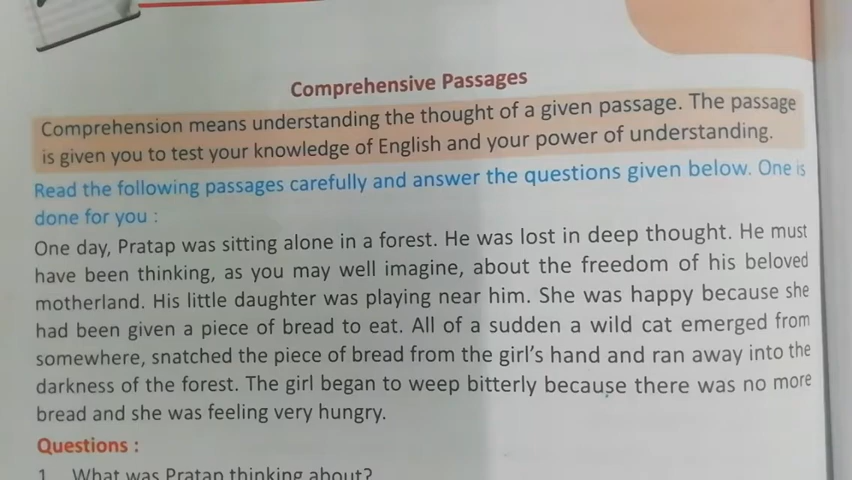 Comprehensive Passages
Comprehension means understanding the thought of a given passage. The passage
is given you to test your knowledge of English and your power of understanding.
Read the following passages carefully and answer the questions given below. One is
done for you :
One day, Pratap was sitting alone in a forest. He was lost in deep thought. He must
have been thinking, as you may well imagine, about the freedom of his beloved
motherland. His little daughter was playing near him. She was happy because she
had been given a piece of bread to eat. All of a sudden a wild cat emerged from
somewhere, snatched the piece of bread from the girl's hand and ran away into the
darkness of the forest. The girl began to weep bitterly because there was no more
bread and she was feeling very hungry.
Questions :
1. What was Pratap thinking about?